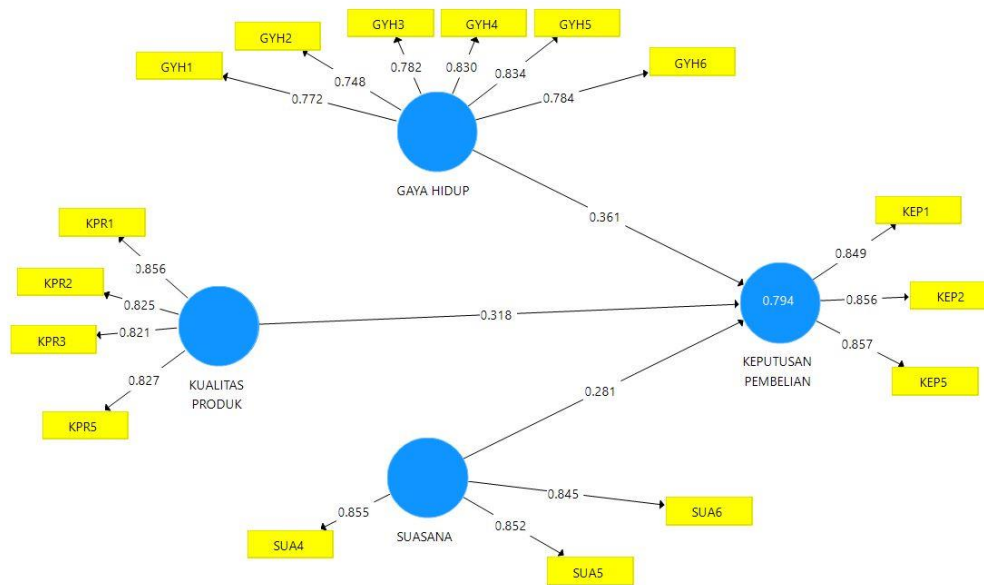 GYH3
GYH4
GYH5
GYH2
GYH1
GYH6
0.782
0.830
0.834
0.748
0.772
0.784
GAYA HIDUP
0.361
KPR1
KPR2
KPR3
KPR5
0.856
0.825
0.821
0.827
KUALITAS
PRODUK
0.318
KEP1
KEP2
KEP5
0.849
0.856
0.857
0.794
KEPUTUSAN
PEMBELIAN
0.281
SUASANA
0.855
0.852
0.845
SUA4
SUA5
SUA6